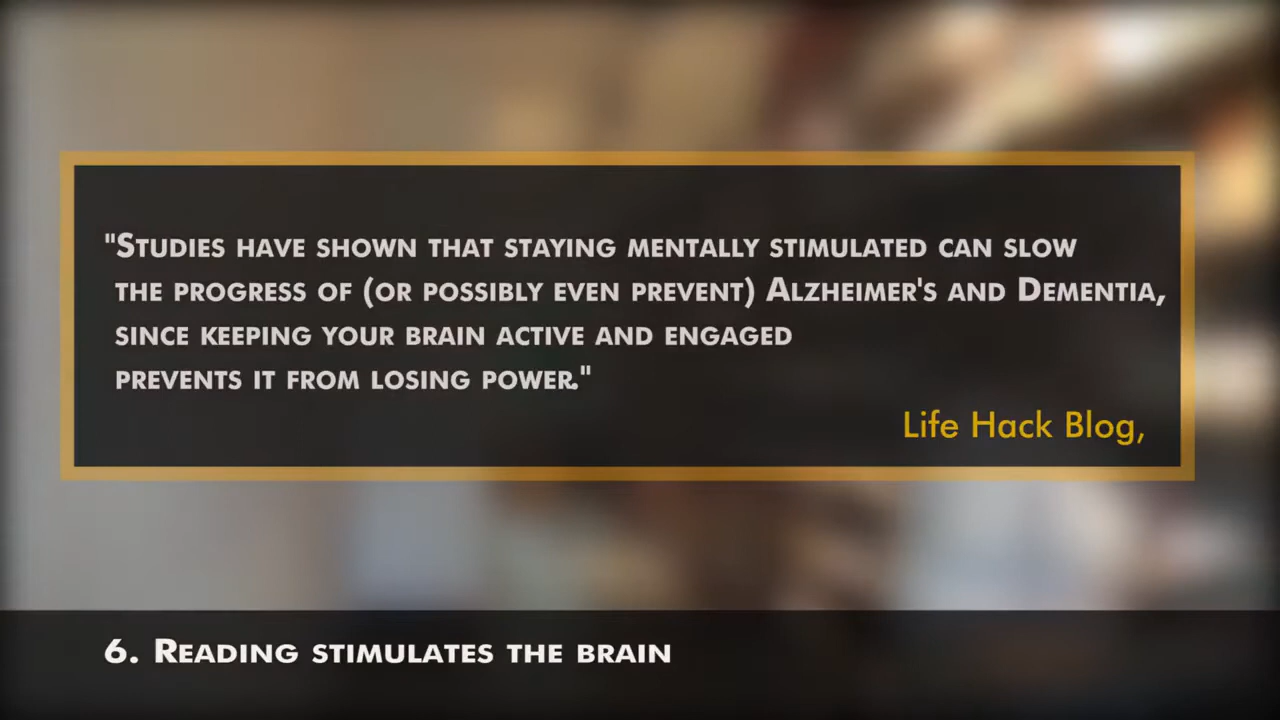 "Studies have shown that staying mentally stimulated can slow
the progress of (or possibly even prevent) Alzheimer's and Dementia,
since keeping your brain active and engaged
prevents it from losing power."
Life Hack Blog,
6. Reading stimulates the brain